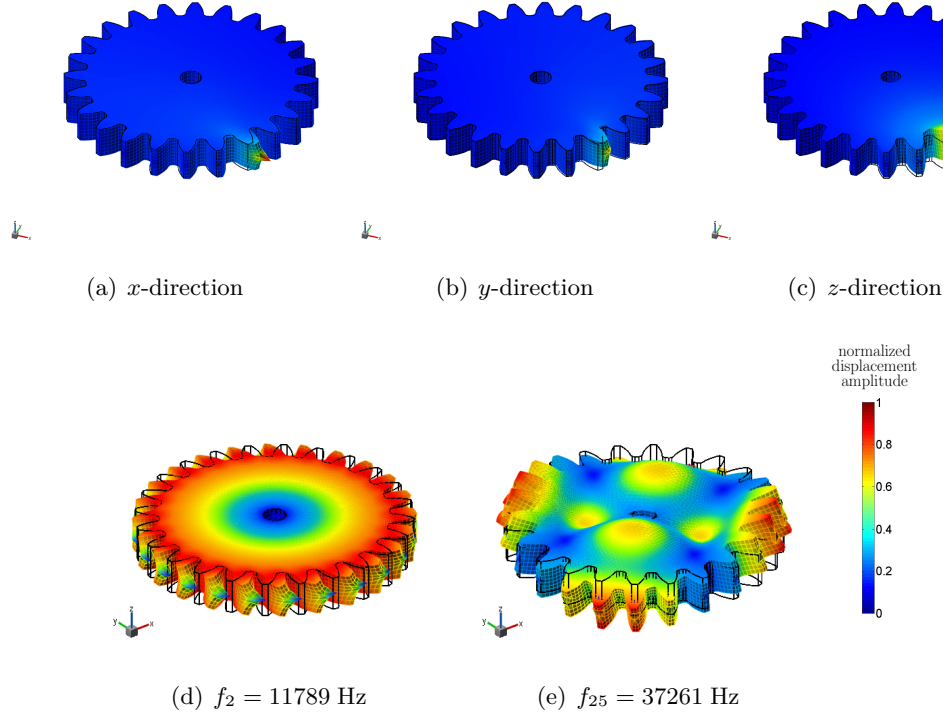 (a) x-direction
(b) y-direction
(c) z-direction
normalized
displacement
amplitude
1
0.8
0.6
0.4
0.2
0
z
y
x
z
y
x
(d) f₂ = 11789 Hz
(e) f₂₅ = 37261 Hz